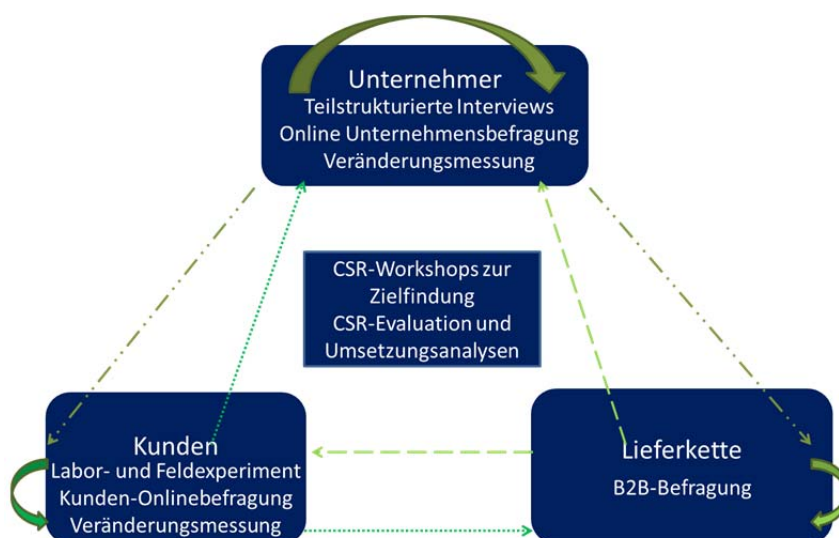 Unternehmer
Teilstrukturierte Interviews
Online Unternehmensbefragung
Veränderungsmessung
CSR-Workshops zur
Zielfindung
CSR-Evaluation und
Umsetzungsanalysen
Kunden
Labor- und Feldexperiment
Kunden-Onlinebefragung
Veränderungsmessung
Lieferkette
B2B-Befragung